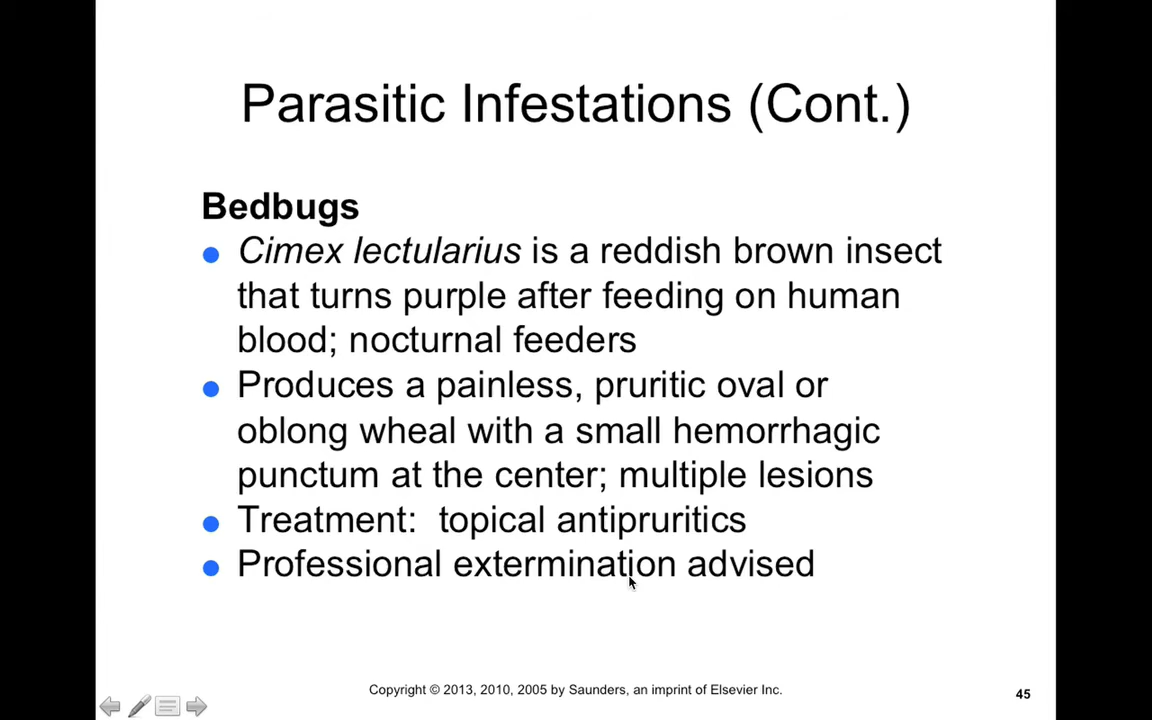 Parasitic Infestations (Cont.)
Bedbugs
● Cimex lectularius is a reddish brown insect
that turns purple after feeding on human
blood; nocturnal feeders
● Produces a painless, pruritic oval or
oblong wheal with a small hemorrhagic
punctum at the center; multiple lesions
● Treatment:  topical antipruritics
● Professional extermination advised
Copyright © 2013, 2010, 2005 by Saunders, an imprint of Elsevier Inc.
45